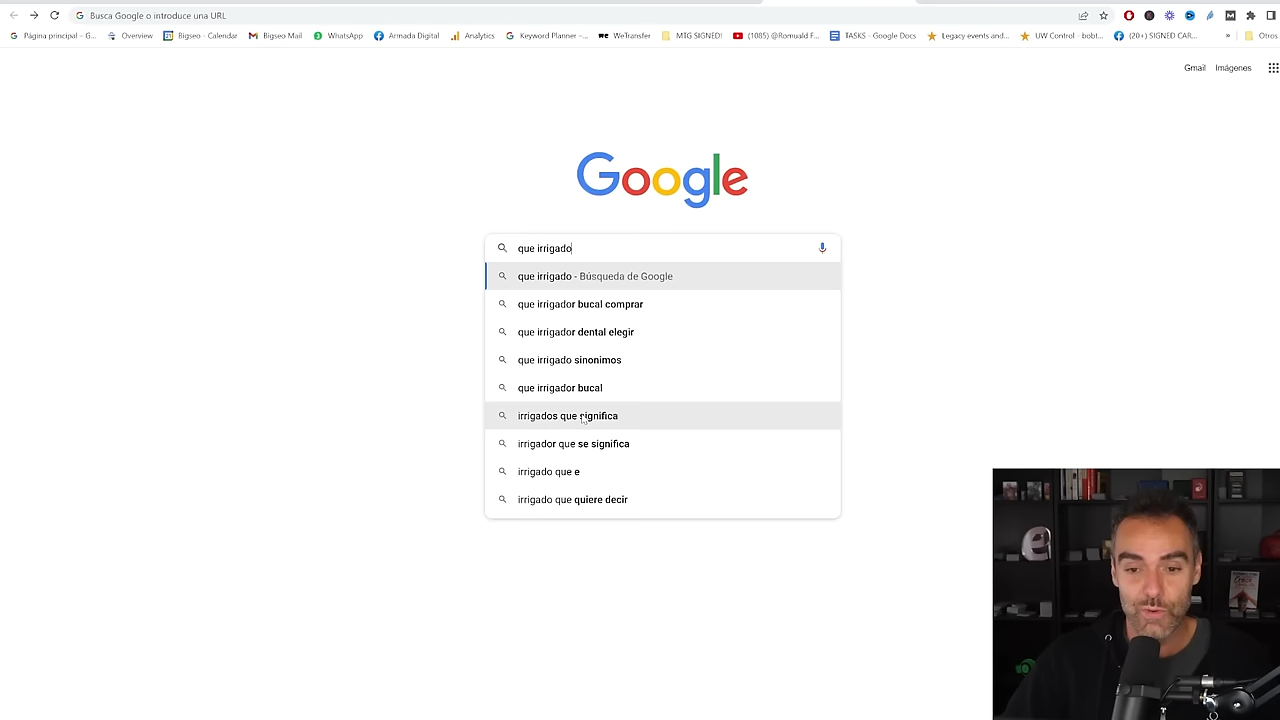 Busca Google o introduce una URL
Página principal – G...
Overview
Bigseo - Calendar
Bigseo Mail
WhatsApp
Armada Digital
Analytics
Keyword Planner –...
WeTransfer
MTG SIGNED!
(1085) @Romuald F...
TASKS - Google Docs
Legacy events and...
UW Control - bobt...
(20+) SIGNED CAR...
»
Otros
Gmail
Imágenes
Google
que irrigado
que irrigado - Búsqueda de Google
que irrigador bucal comprar
que irrigador dental elegir
que irrigado sinonimos
que irrigador bucal
irrigados que significa
irrigador que se significa
irrigado que e
irrigado que quiere decir